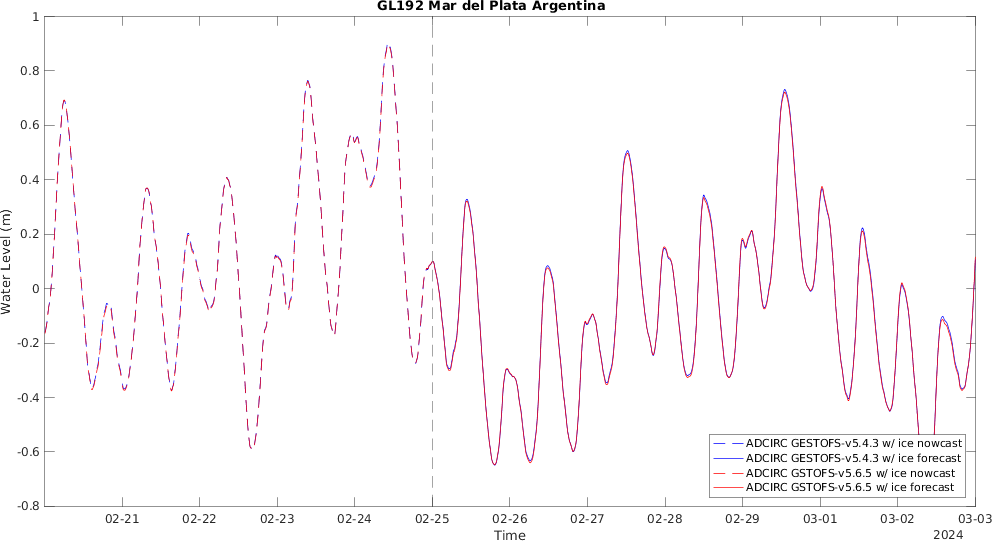 GL192 Mar del Plata Argentina
1
0.8
0.6
0.4
0.2
0
-0.2
-0.4
-0.6
-0.8
Water Level (m)
ADCIRC GESTOFS-v5.4.3 w/ ice nowcast
ADCIRC GESTOFS-v5.4.3 w/ ice forecast
ADCIRC GSTOFS-v5.6.5 w/ ice nowcast
ADCIRC GSTOFS-v5.6.5 w/ ice forecast
02-21 02-22 02-23 02-24 02-25 02-26 02-27 02-28 02-29 03-01 03-02 03-03
Time 2024